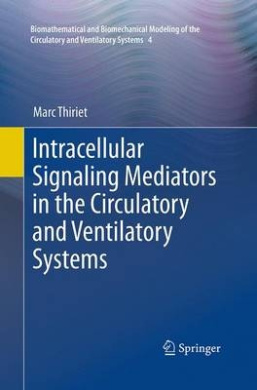 Biomathematical and Biomechanical Modeling of the
Circulatory and Ventilatory Systems 4
Marc Thiriet
Intracellular
Signaling Mediators
in the Circulatory
and Ventilatory
Systems
Springer